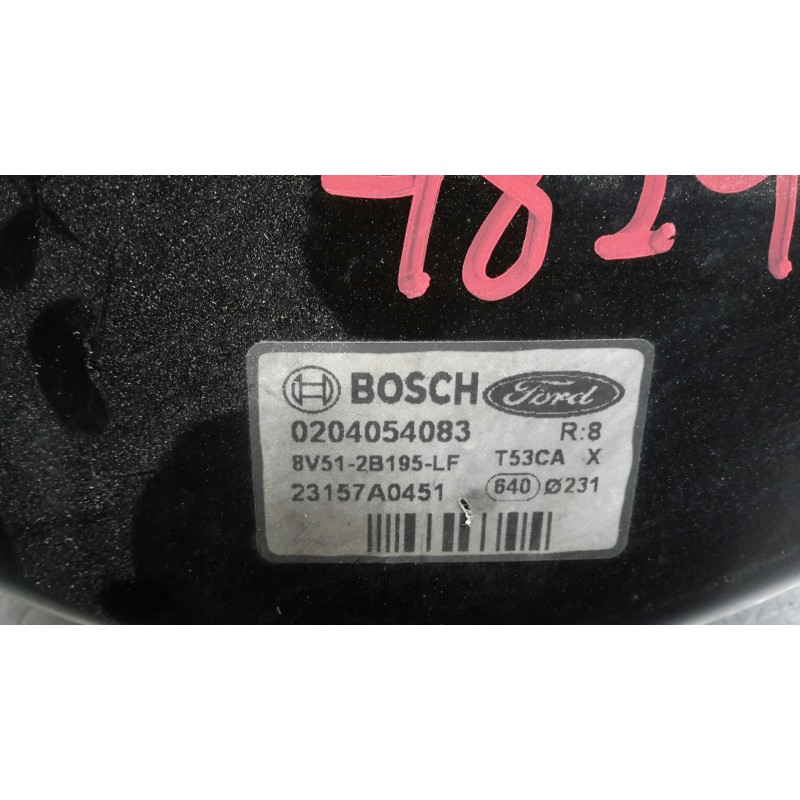 BOSCH Ford
0204054083 R:8
8V51-2B195-LF T53CA X
23157A0451 640 Ø231